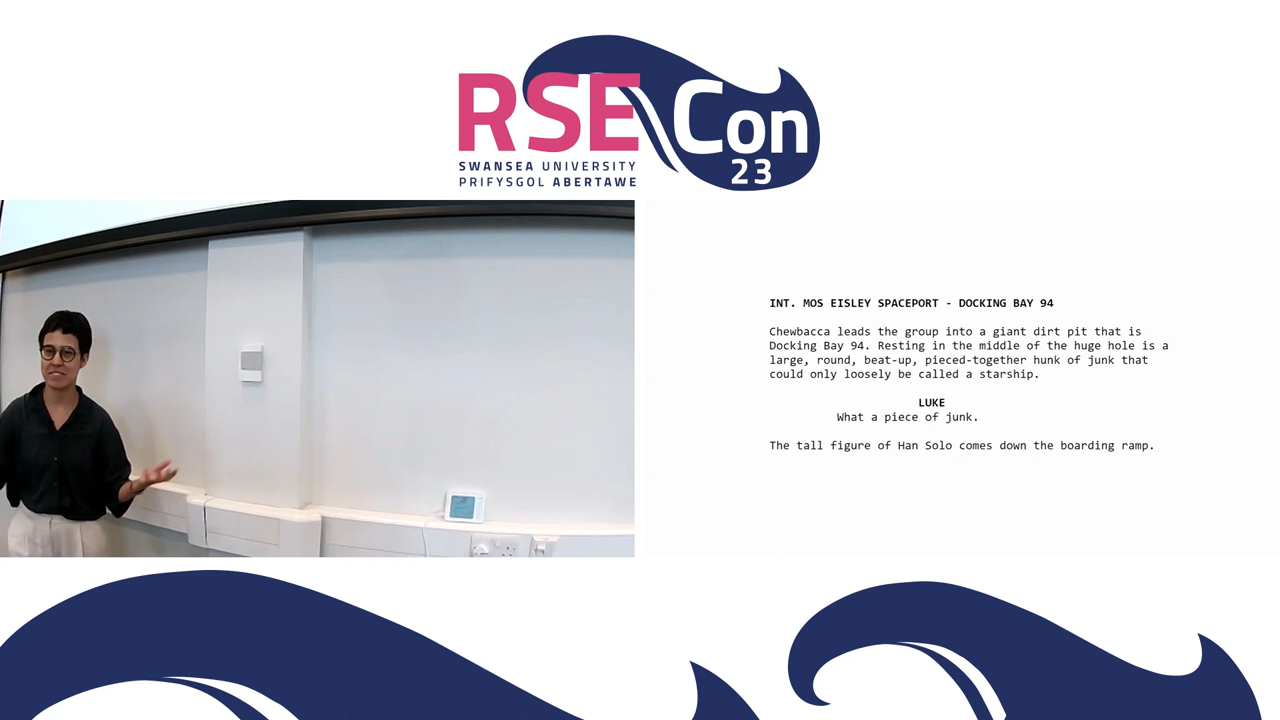 RSE Con
SWANSEA UNIVERSITY
PRIFYSGOL ABERTAWE
23
INT. MOS EISLEY SPACEPORT - DOCKING BAY 94
Chewbacca leads the group into a giant dirt pit that is
Docking Bay 94. Resting in the middle of the huge hole is a
large, round, beat-up, pieced-together hunk of junk that
could only loosely be called a starship.
LUKE
What a piece of junk.
The tall figure of Han Solo comes down the boarding ramp.